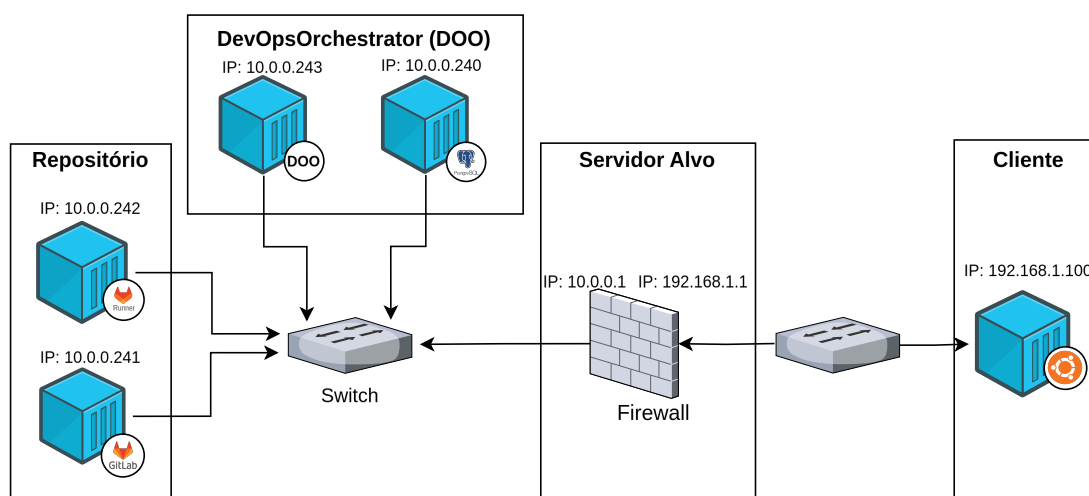 DevOpsOrchestrator (DOO)
IP: 10.0.0.243
IP: 10.0.0.240
DOO
PostgreSQL
Repositório
IP: 10.0.0.242
Runner
IP: 10.0.0.241
GitLab
Switch
Servidor Alvo
IP: 10.0.0.1
IP: 192.168.1.1
Firewall
Cliente
IP: 192.168.1.100